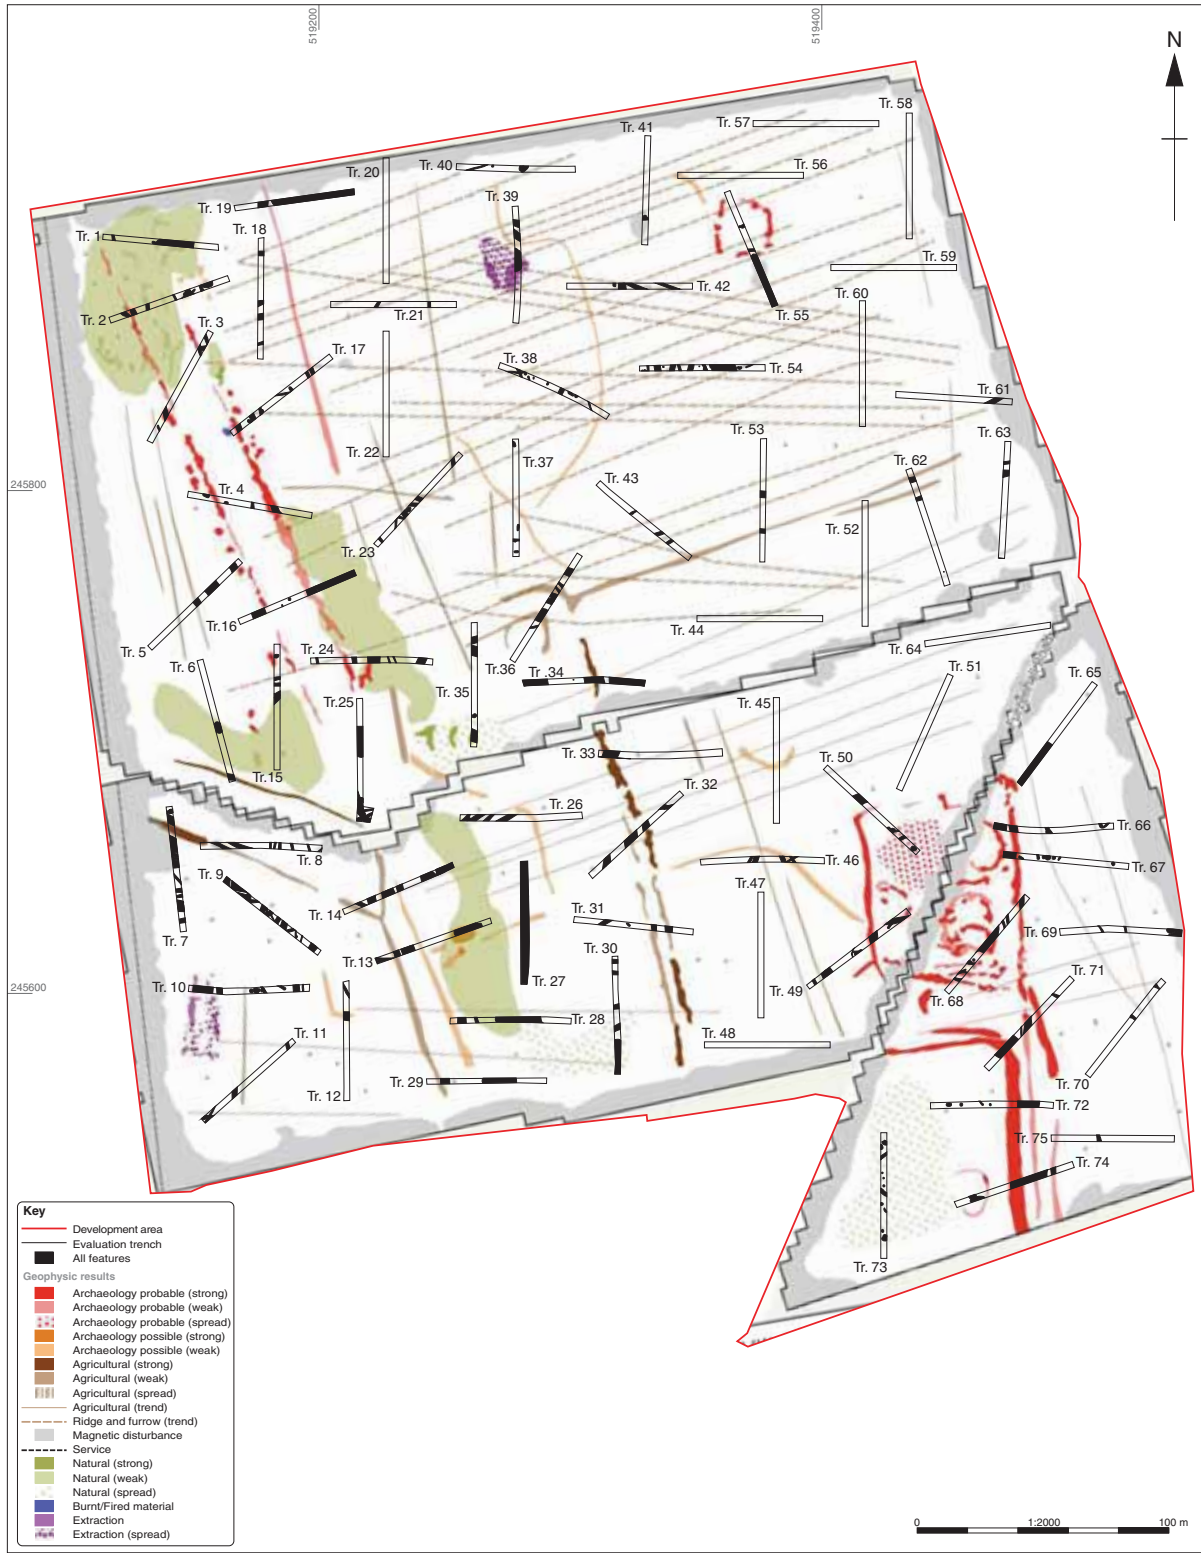 519200
519400
N
Tr. 58
Tr. 57
Tr. 41
Tr. 20
Tr. 40
Tr. 56
Tr. 19
Tr. 39
Tr. 18
Tr. 1
Tr. 59
Tr. 42
Tr. 60
Tr. 2
Tr.21
Tr. 55
Tr. 3
Tr. 17
Tr. 38
Tr. 54
Tr. 61
Tr. 22
Tr. 53
Tr. 63
Tr.37
Tr. 62
Tr. 43
245800
Tr. 4
Tr. 52
Tr. 23
Tr.16
Tr. 44
Tr. 5
Tr. 64
Tr. 6
Tr. 24
Tr. 36
Tr .34
Tr. 51
Tr. 65
Tr.25
Tr. 35
Tr. 45
Tr. 33
Tr.15
Tr. 50
Tr. 32
Tr. 26
Tr. 66
Tr. 8
Tr. 46
Tr. 67
Tr. 9
Tr. 47
Tr. 14
Tr. 31
Tr. 7
Tr. 69
Tr.13
Tr. 30
Tr. 27
Tr. 71
Tr. 10
Tr. 49
245600
Tr. 68
Tr. 28
Tr. 11
Tr. 48
Tr. 29
Tr. 70
Tr. 12
Tr. 72
Tr. 75
Tr. 74
Tr. 73
Key
Development area
Evaluation trench
All features
Geophysic results
Archaeology probable (strong)
Archaeology probable (weak)
Archaeology probable (spread)
Archaeology possible (strong)
Archaeology possible (weak)
Agricultural (strong)
Agricultural (weak)
Agricultural (spread)
Agricultural (trend)
Ridge and furrow (trend)
Magnetic disturbance
Service
Natural (strong)
Natural (weak)
Natural (spread)
Burnt/Fired material
Extraction
Extraction (spread)
0
1:2000
100 m